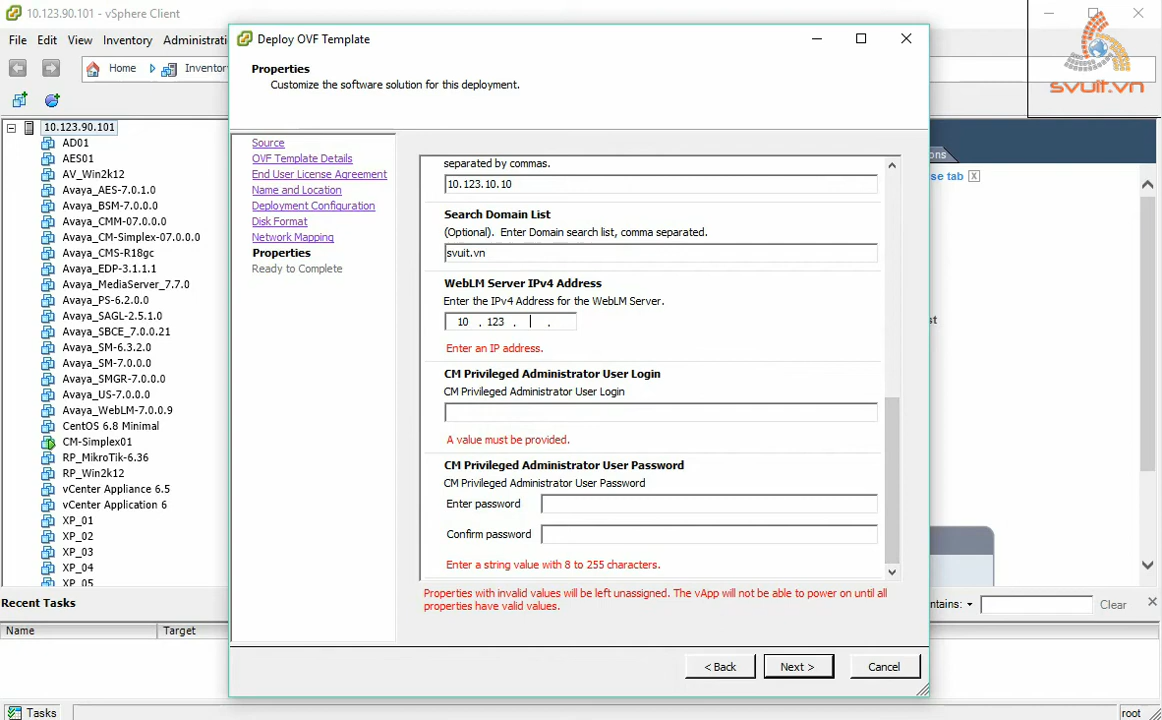 10.123.90.101 - vSphere Client
File Edit View Inventory Administrati
Home Inventor
svuit.vn
10.123.90.101
AD01
AES01
AV_Win2k12
Avaya_AES-7.0.1.0
Avaya_BSM-7.0.0.0
Avaya_CMM-07.0.0.0
Avaya_CM-Simplex-07.0.0.0
Avaya_CMS-R18gc
Avaya_EDP-3.1.1.1
Avaya_MediaServer_7.7.0
Avaya_PS-6.2.0.0
Avaya_SAGL-2.5.1.0
Avaya_SBCE_7.0.0.21
Avaya_SM-6.3.2.0
Avaya_SM-7.0.0.0
Avaya_SMGR-7.0.0.0
Avaya_US-7.0.0.0
Avaya_WebLM-7.0.0.9
CentOS 6.8 Minimal
CM-Simplex01
RP_MikroTik-6.36
RP_Win2k12
vCenter Appliance 6.5
vCenter Application 6
XP_01
XP_02
XP_03
XP_04
XP_05
Deploy OVF Template
Properties
Customize the software solution for this deployment.
Source
OVF Template Details
End User License Agreement
Name and Location
Deployment Configuration
Disk Format
Network Mapping
Properties
Ready to Complete
separated by commas.
10.123.10.10
Search Domain List
(Optional). Enter Domain search list, comma separated.
svuit.vn
WebLM Server IPv4 Address
Enter the IPv4 Address for the WebLM Server.
10 . 123 . .
Enter an IP address.
CM Privileged Administrator User Login
CM Privileged Administrator User Login
A value must be provided.
CM Privileged Administrator User Password
CM Privileged Administrator User Password
Enter password
Confirm password
Enter a string value with 8 to 255 characters.
Properties with invalid values will be left unassigned. The vApp will not be able to power on until all
properties have valid values.
< Back Next > Cancel
ons
se tab X
st
ntains: Clear
Recent Tasks
Name Target
Tasks root